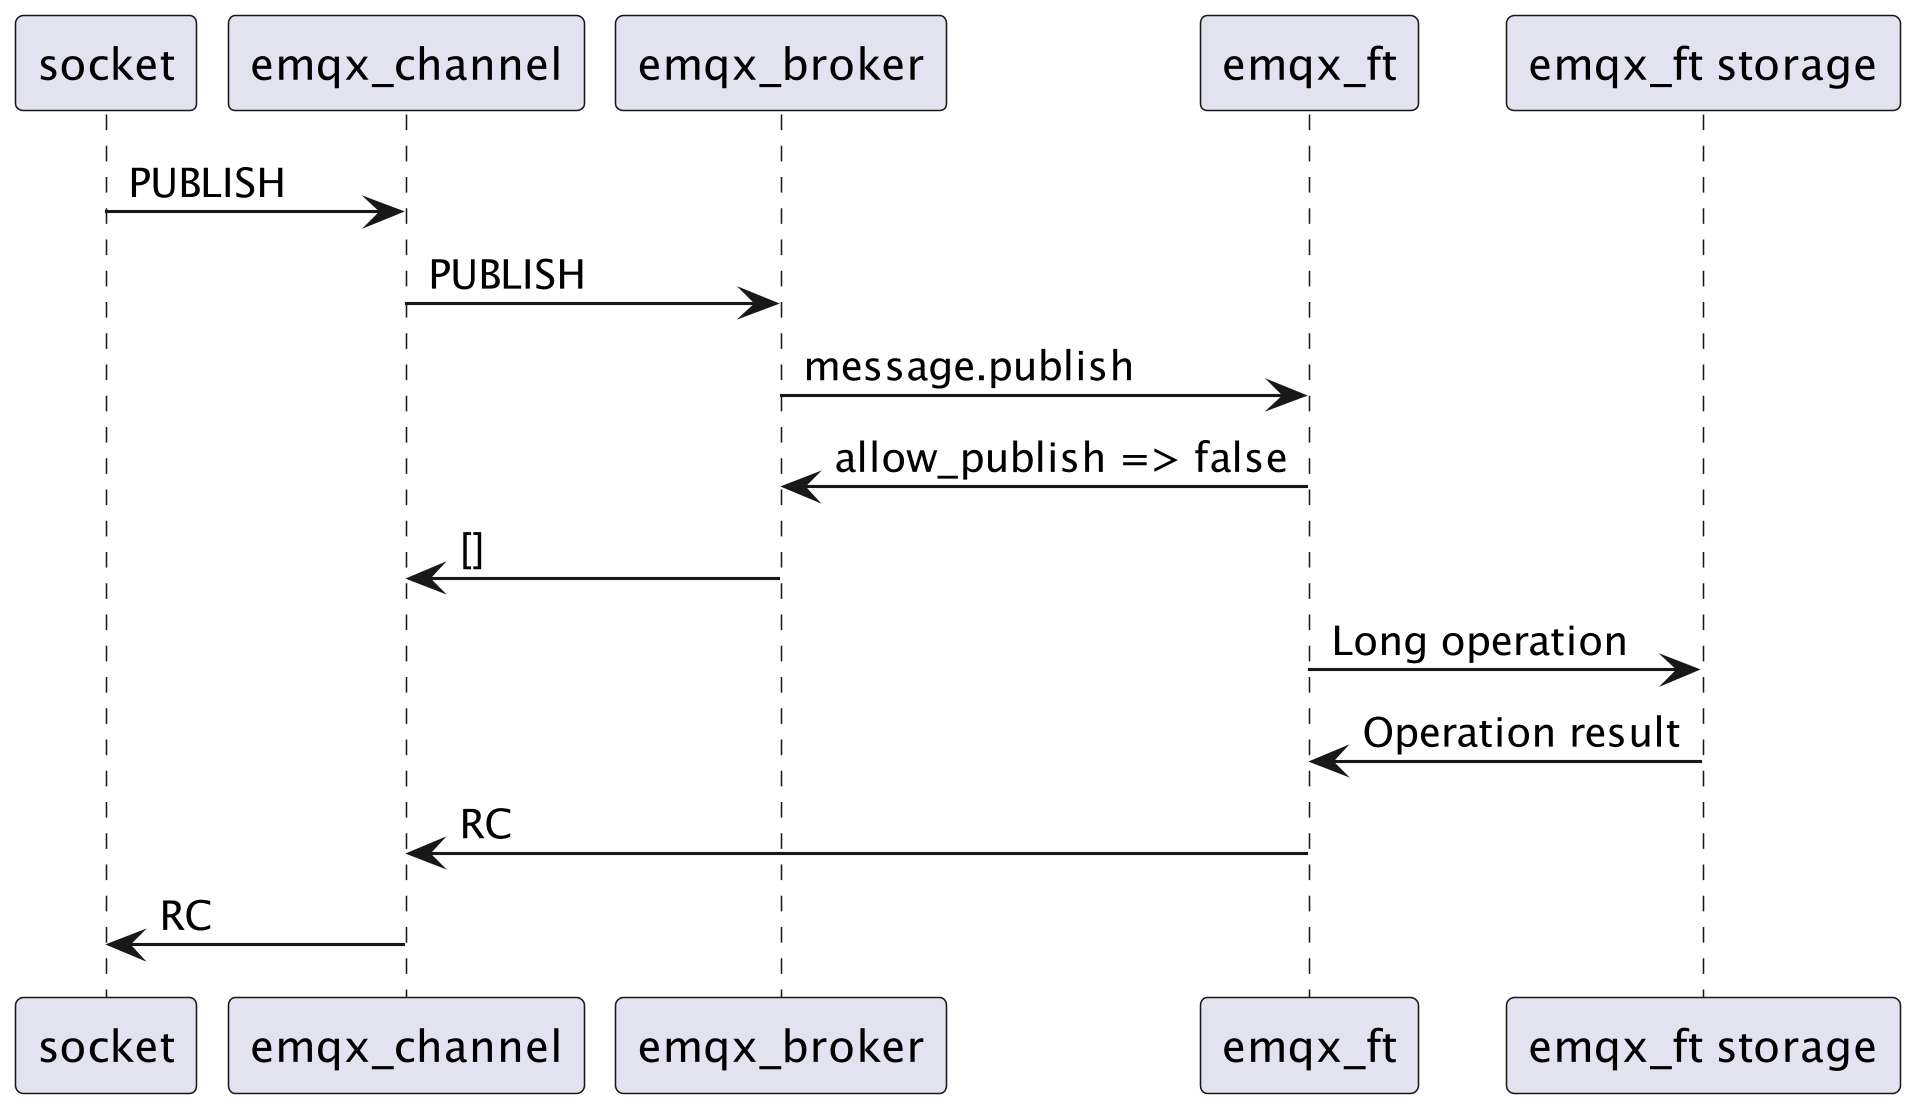 socket
emqx_channel
emqx_broker
emqx_ft
emqx_ft storage
PUBLISH
PUBLISH
message.publish
allow_publish => false
[]
Long operation
Operation result
RC
RC
socket
emqx_channel
emqx_broker
emqx_ft
emqx_ft storage